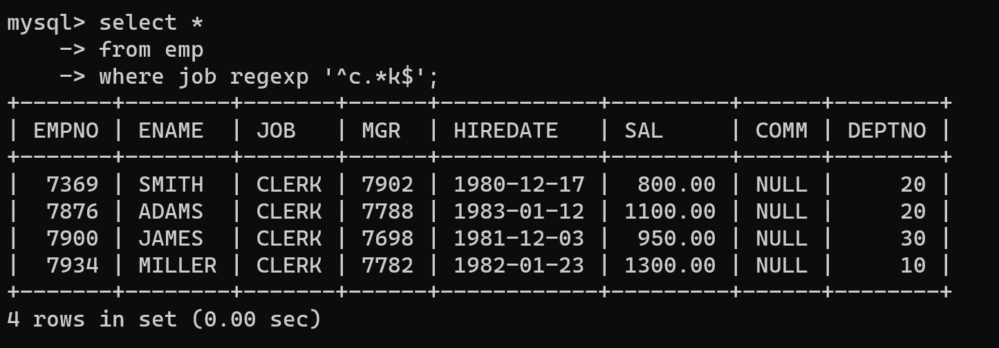 mysql> select *
    -> from emp
    -> where job regexp '^c.*k$';
+-------+--------+-------+------+------------+---------+------+--------+
| EMPNO | ENAME  | JOB   | MGR  | HIREDATE   | SAL     | COMM | DEPTNO |
+-------+--------+-------+------+------------+---------+------+--------+
|  7369 | SMITH  | CLERK | 7902 | 1980-12-17 |  800.00 | NULL |     20 |
|  7876 | ADAMS  | CLERK | 7788 | 1983-01-12 | 1100.00 | NULL |     20 |
|  7900 | JAMES  | CLERK | 7698 | 1981-12-03 |  950.00 | NULL |     30 |
|  7934 | MILLER | CLERK | 7782 | 1982-01-23 | 1300.00 | NULL |     10 |
+-------+--------+-------+------+------------+---------+------+--------+
4 rows in set (0.00 sec)